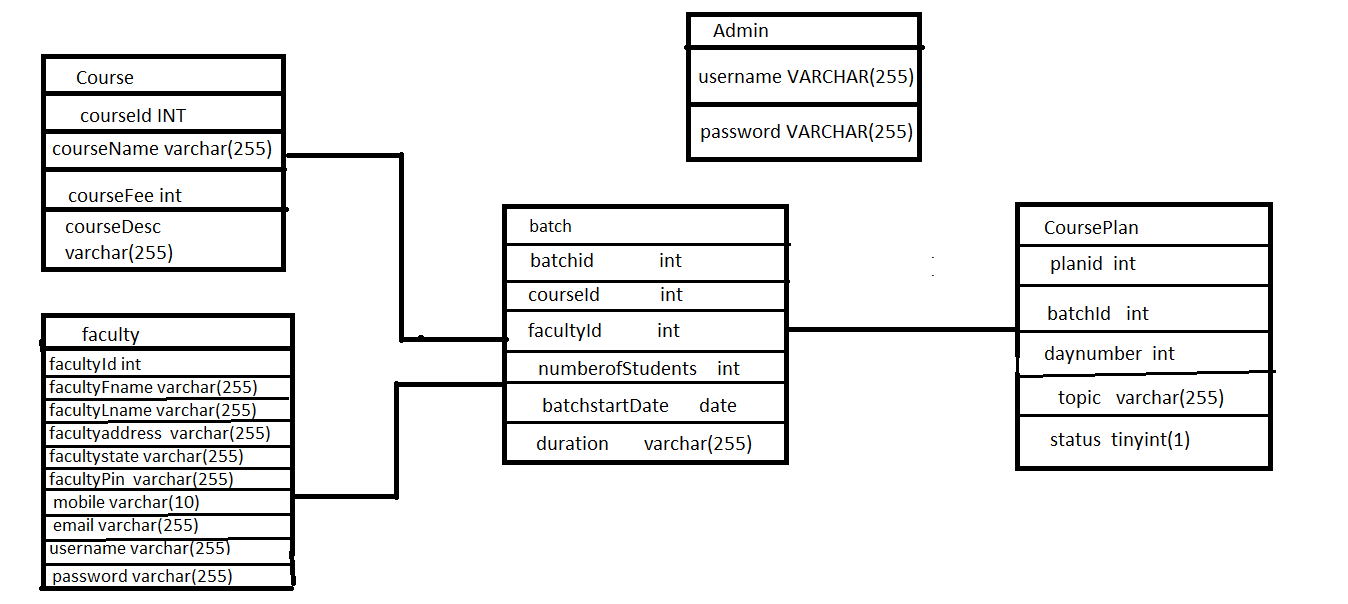 Admin
username VARCHAR(255)
password VARCHAR(255)
Course
courseId INT
courseName varchar(255)
courseFee int
courseDesc
varchar(255)
faculty
facultyId int
facultyFname varchar(255)
facultyLname varchar(255)
facultyaddress varchar(255)
facultystate varchar(255)
facultyPin varchar(255)
mobile varchar(10)
email varchar(255)
username varchar(255)
password varchar(255)
batch
batchid int
courseId int
facultyId int
numberofStudents int
batchstartDate date
duration varchar(255)
CoursePlan
planid int
batchId int
daynumber int
topic varchar(255)
status tinyint(1)